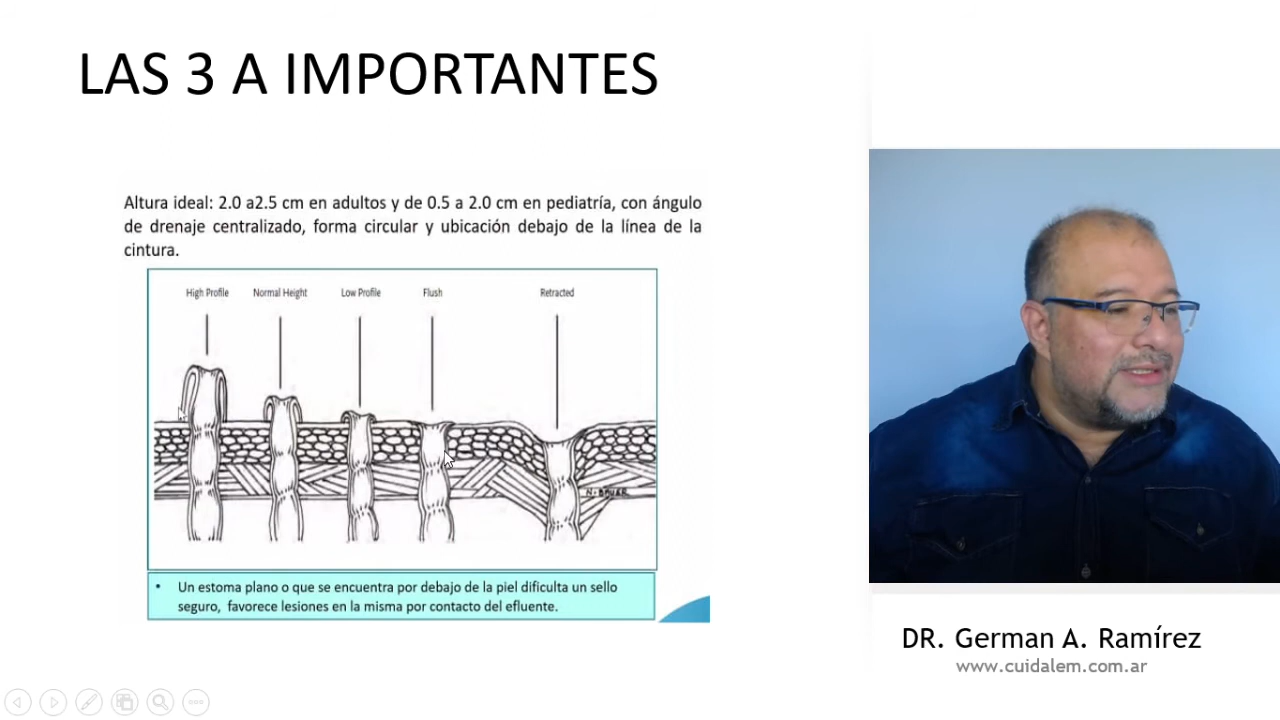 LAS 3 A IMPORTANTES
Altura ideal: 2.0 a2.5 cm en adultos y de 0.5 a 2.0 cm en pediatría, con ángulo
de drenaje centralizado, forma circular y ubicación debajo de la línea de la
cintura.
High Profile Normal Height Low Profile Flush Retracted
N. BAUER
• Un estoma plano o que se encuentra por debajo de la piel dificulta un sello
seguro, favorece lesiones en la misma por contacto del efluente.
DR. German A. Ramírez
www.cuidalem.com.ar